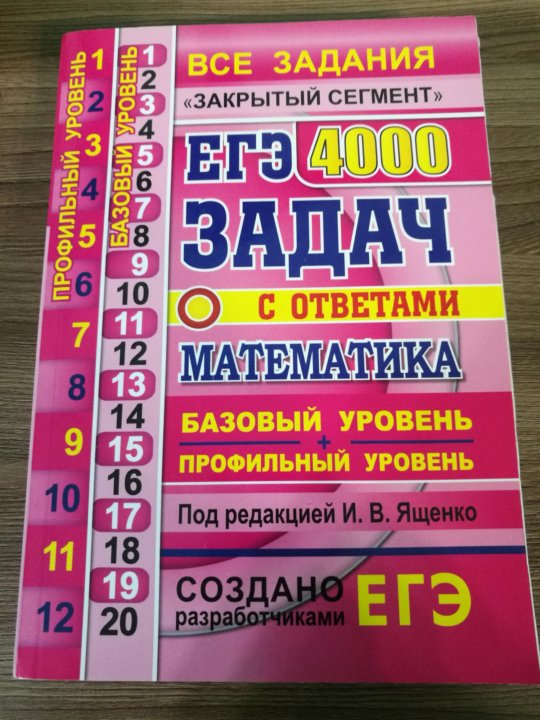 ПРОФИЛЬНЫЙ УРОВЕНЬ
1
2
3
4
5
6
7
8
9
10
11
12
БАЗОВЫЙ УРОВЕНЬ
1
2
3
4
5
6
7
8
9
10
11
12
13
14
15
16
17
18
19
20
ВСЕ ЗАДАНИЯ
«ЗАКРЫТЫЙ СЕГМЕНТ»
ЕГЭ 4000
ЗАДАЧ
С ОТВЕТАМИ
МАТЕМАТИКА
БАЗОВЫЙ УРОВЕНЬ
+
ПРОФИЛЬНЫЙ УРОВЕНЬ
Под редакцией И. В. Ященко
СОЗДАНО
разработчиками ЕГЭ